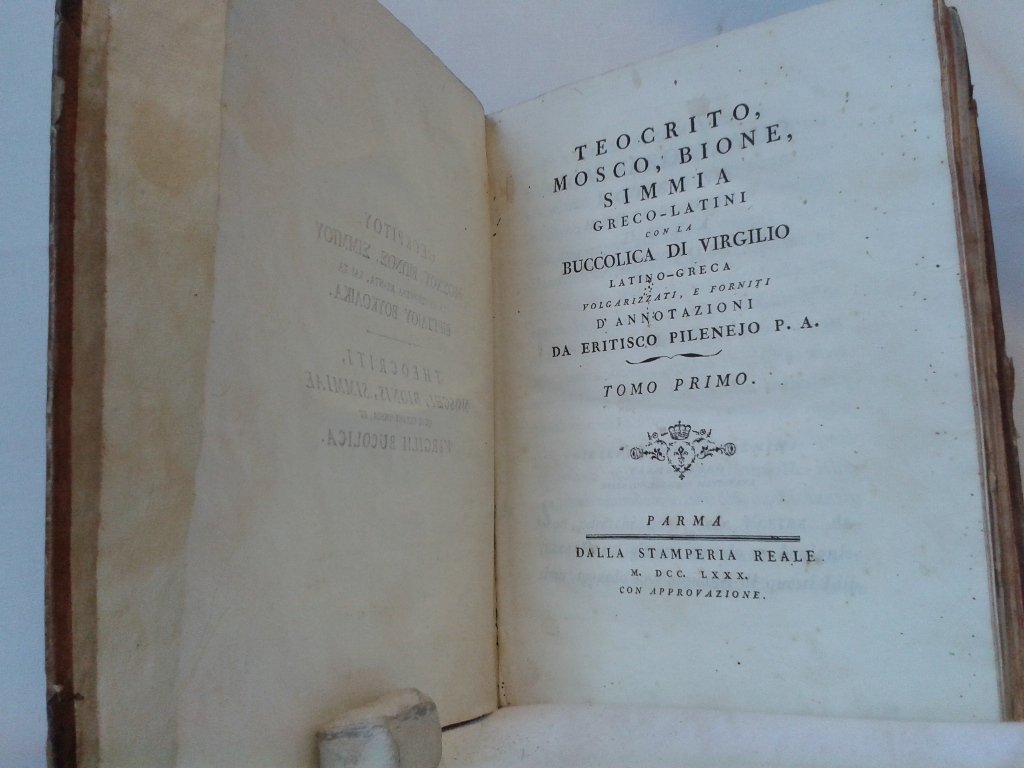 TEOCRITO,
MOSCO, BIONE,
SIMMIA
GRECO-LATINI
CON LA
BUCCOLICA DI VIRGILIO
LATINO-GRECA
VOLGARIZZATI, E FORNITI
D' ANNOTAZIONI
DA ERITISCO PILENEJO P. A.
TOMO PRIMO.
PARMA
DALLA STAMPERIA REALE
M. DCC. LXXX.
CON APPROVAZIONE.